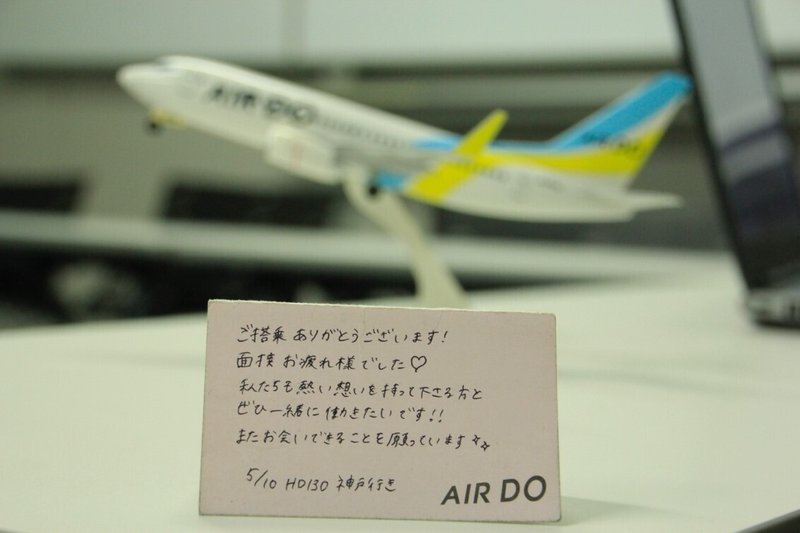 AIR DO
AIR DO
ご搭乗ありがとうございます!
面接お疲れ様でした♡
私たちも熱い想いを持って下さる方と
ぜひ一緒に働きたいです!!
またお会いできることを願っています☆☆
5/10 HD130 神戸行き
AIR DO